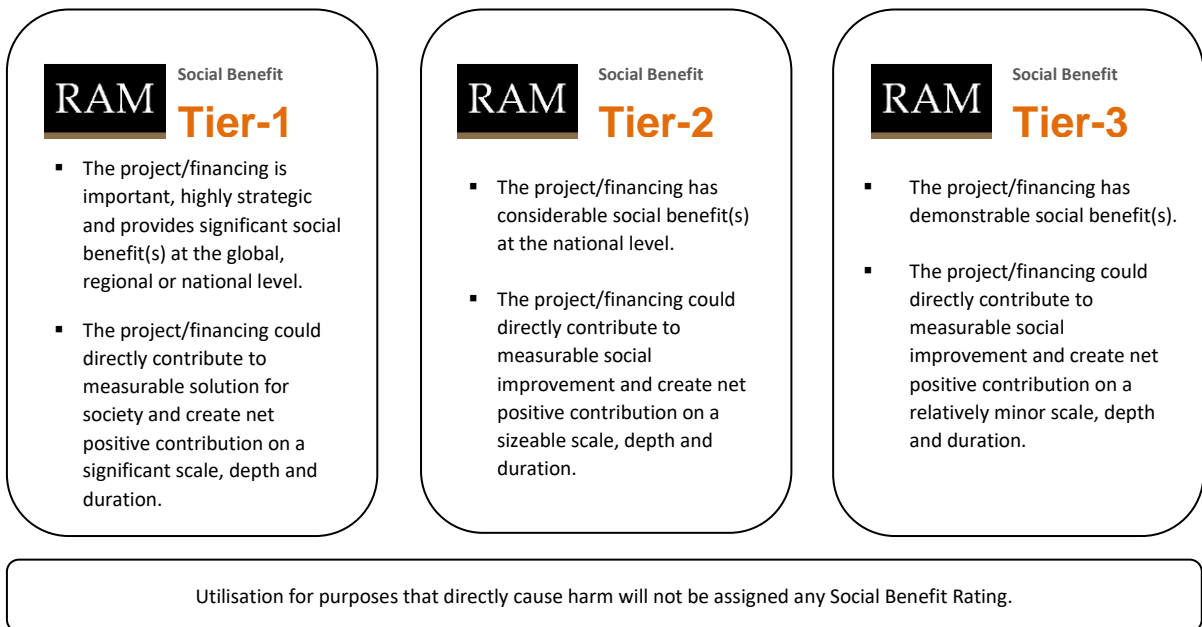 RAM
Social Benefit
Tier-1
▪ The project/financing is
important, highly strategic
and provides significant social
benefit(s) at the global,
regional or national level.
▪ The project/financing could
directly contribute to
measurable solution for
society and create net
positive contribution on a
significant scale, depth and
duration.
RAM
Social Benefit
Tier-2
▪ The project/financing has
considerable social benefit(s)
at the national level.
▪ The project/financing could
directly contribute to
measurable social
improvement and create net
positive contribution on a
sizeable scale, depth and
duration.
RAM
Social Benefit
Tier-3
▪ The project/financing has
demonstrable social benefit(s).
▪ The project/financing could
directly contribute to
measurable social
improvement and create net
positive contribution on a
relatively minor scale, depth
and duration.
Utilisation for purposes that directly cause harm will not be assigned any Social Benefit Rating.